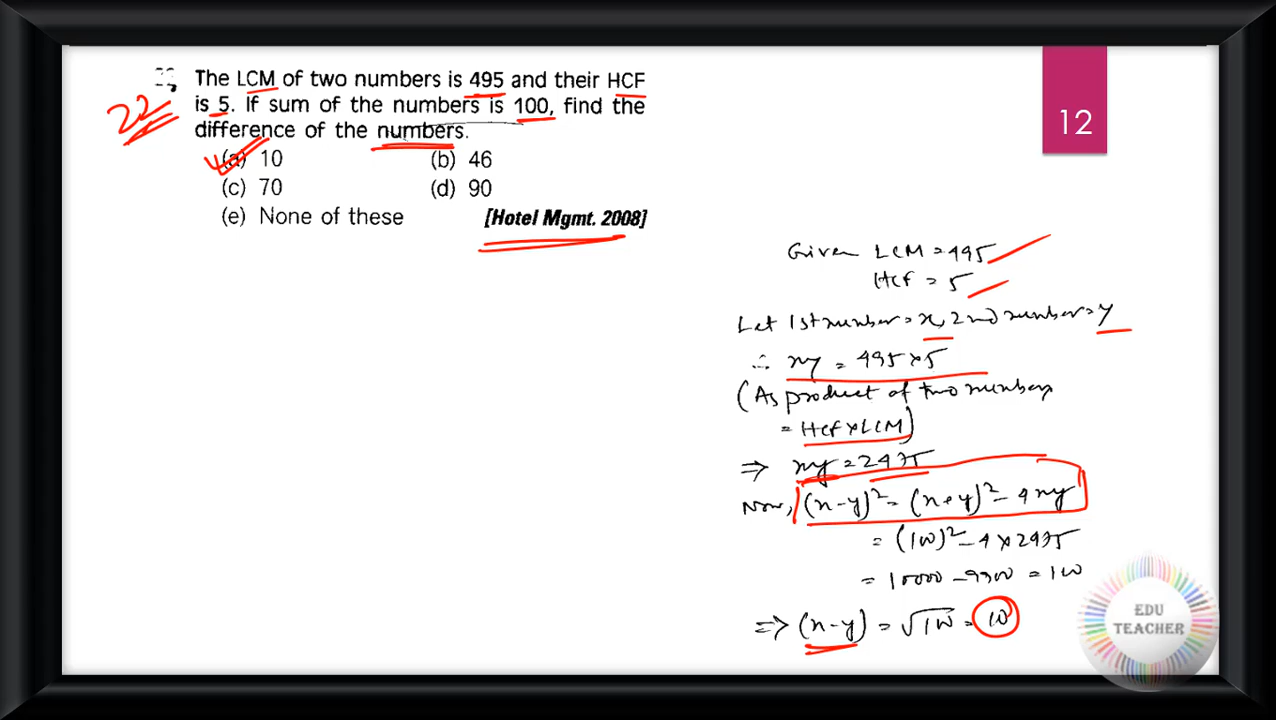 12
22
The LCM of two numbers is 495 and their HCF
is 5. If sum of the numbers is 100, find the
difference of the numbers.
(a) 10 (b) 46
(c) 70 (d) 90
(e) None of these [Hotel Mgmt. 2008]
Given LCM = 495
Hcf = 5
Let 1st number = x, 2nd number = y
∴ xy = 495 × 5
(As product of two numbers
= Hcf × LCM)
⇒ xy = 2475
Now, (x-y)² = (x+y)² - 4xy
= (100)² - 4 × 2475
= 10000 - 9900 = 100
⇒ (x-y) = √100 = 10
EDU
TEACHER